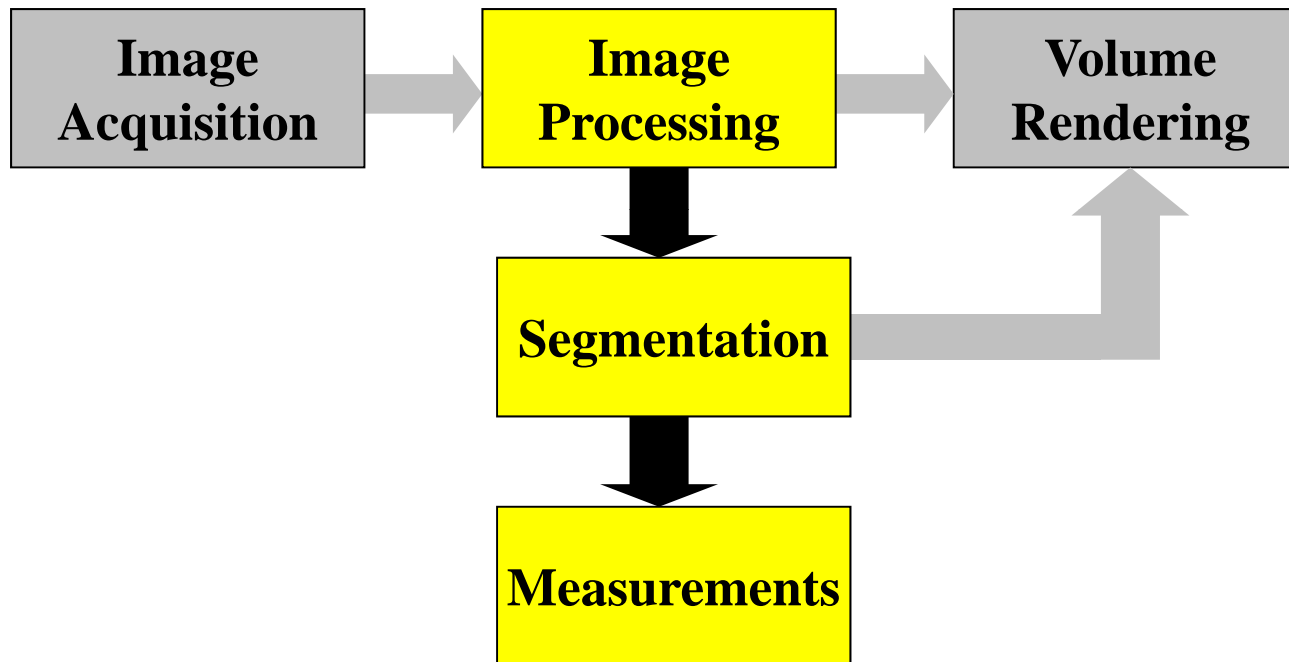 Image
Acquisition
Image
Processing
Volume
Rendering
Segmentation
Measurements